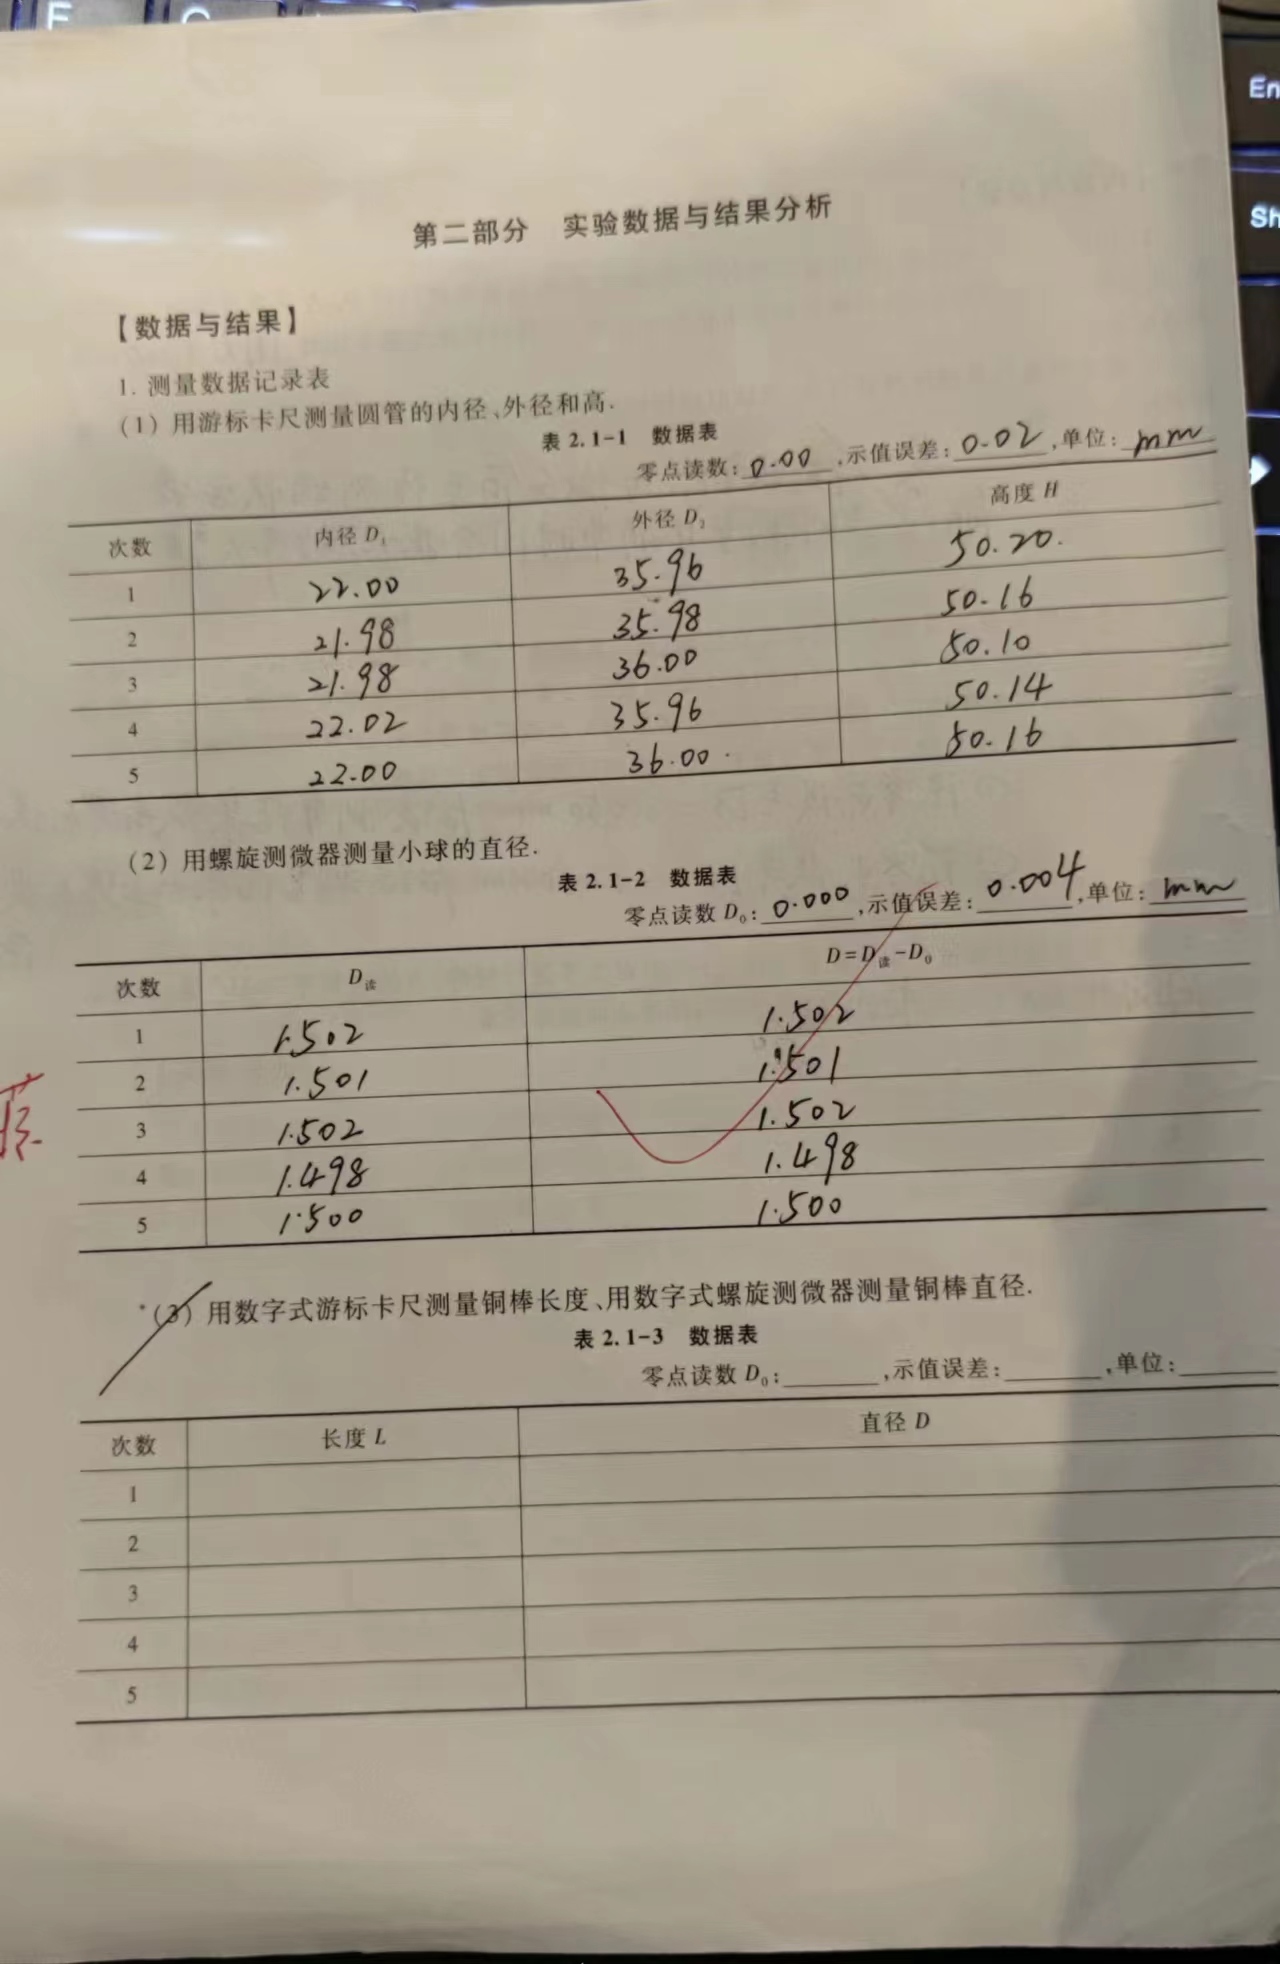 En
Sh
第二部分 实验数据与结果分析
【数据与结果】
1. 测量数据记录表
(1) 用游标卡尺测量圆管的内径、外径和高.
表 2.1-1 数据表
零点读数: 0.00 ,示值误差: 0.02 ,单位: mm
次数 内径 D₁ 外径 D₂ 高度 H
1 22.00 35.96 50.20.
2 21.98 35.98 50.16
3 21.98 36.00 50.10
4 22.02 35.96 50.14
5 22.00 36.00 50.16
(2) 用螺旋测微器测量小球的直径.
表 2.1-2 数据表
零点读数 D₀: 0.000 ,示值误差: 0.004 ,单位: mm
次数 D读 D=D读-D₀
1 1.502 1.502
2 1.501 1.501
3 1.502 1.502
4 1.498 1.498
5 1.500 1.500
*(3) 用数字式游标卡尺测量铜棒长度、用数字式螺旋测微器测量铜棒直径.
表 2.1-3 数据表
零点读数 D₀: ,示值误差: ,单位:
次数 长度 L 直径 D
1
2
3
4
5